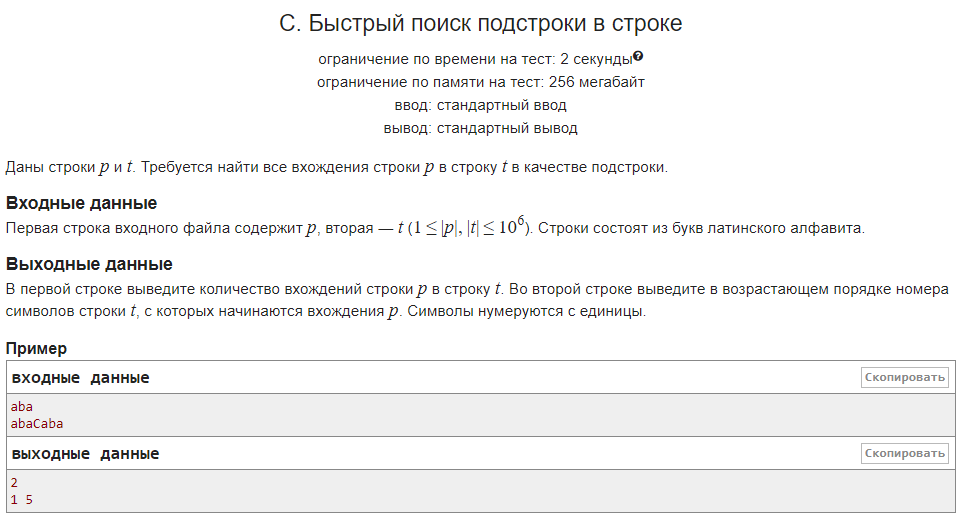 C. Быстрый поиск подстроки в строке
ограничение по времени на тест: 2 секунды?
ограничение по памяти на тест: 256 мегабайт
ввод: стандартный ввод
вывод: стандартный вывод
Даны строки p и t. Требуется найти все вхождения строки p в строку t в качестве подстроки.
Входные данные
Первая строка входного файла содержит p, вторая — t (1 ≤ |p|, |t| ≤ 10⁶). Строки состоят из букв латинского алфавита.
Выходные данные
В первой строке выведите количество вхождений строки p в строку t. Во второй строке выведите в возрастающем порядке номера
символов строки t, с которых начинаются вхождения p. Символы нумеруются с единицы.
Пример
входные данные Скопировать
aba
abaCaba
выходные данные Скопировать
2
1 5